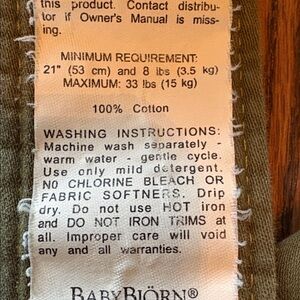 this product. Contact distribu-
tor if Owner's Manual is miss-
ing.
MINIMUM REQUIREMENT:
21" (53 cm) and 8 lbs (3.5 kg)
MAXIMUM: 33 lbs (15 kg)
100% Cotton
WASHING INSTRUCTIONS:
Machine wash separately -
warm water - gentle cycle.
Use only mild detergent.
NO CHLORINE BLEACH OR
FABRIC SOFTNERS. Drip
dry. Do not use HOT iron
and DO NOT IRON TRIMS at
all. Improper care will void
any and all warranties.
BABYBJÖRN®